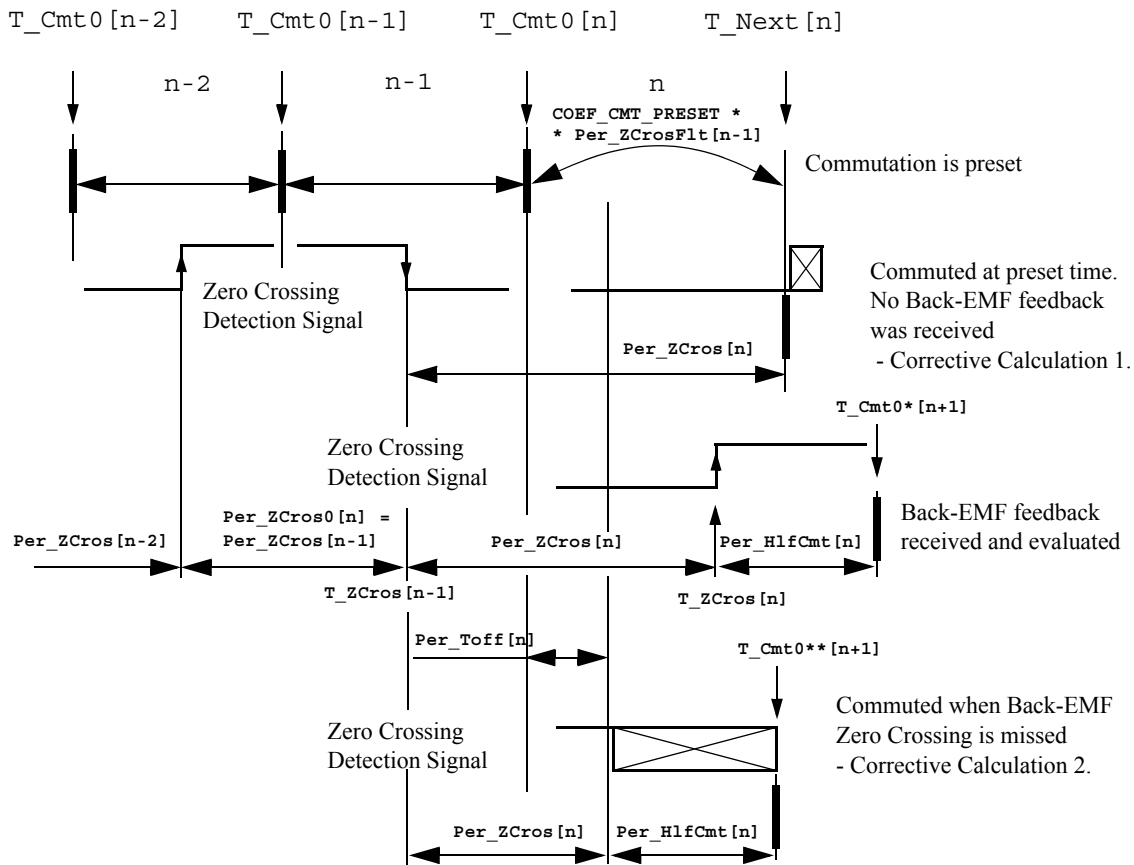 T_Cmt0[n-2]
T_Cmt0[n-1]
T_Cmt0[n]
T_Next[n]
n-2
n-1
n
COEF_CMT_PRESET *
* Per_ZCrosFlt[n-1]
Commutation is preset
Zero Crossing
Detection Signal
Commuted at preset time.
No Back-EMF feedback
was received
- Corrective Calculation 1.
Per_ZCros[n]
T_Cmt0*[n+1]
Zero Crossing
Detection Signal
Per_ZCros[n-2]
Per_ZCros0[n] =
Per_ZCros[n-1]
Per_ZCros[n]
Per_HlfCmt[n]
Back-EMF feedback
received and evaluated
T_ZCros[n-1]
T_ZCros[n]
Per_Toff[n]
T_Cmt0**[n+1]
Zero Crossing
Detection Signal
Commuted when Back-EMF
Zero Crossing is missed
- Corrective Calculation 2.
Per_ZCros[n]
Per_HlfCmt[n]